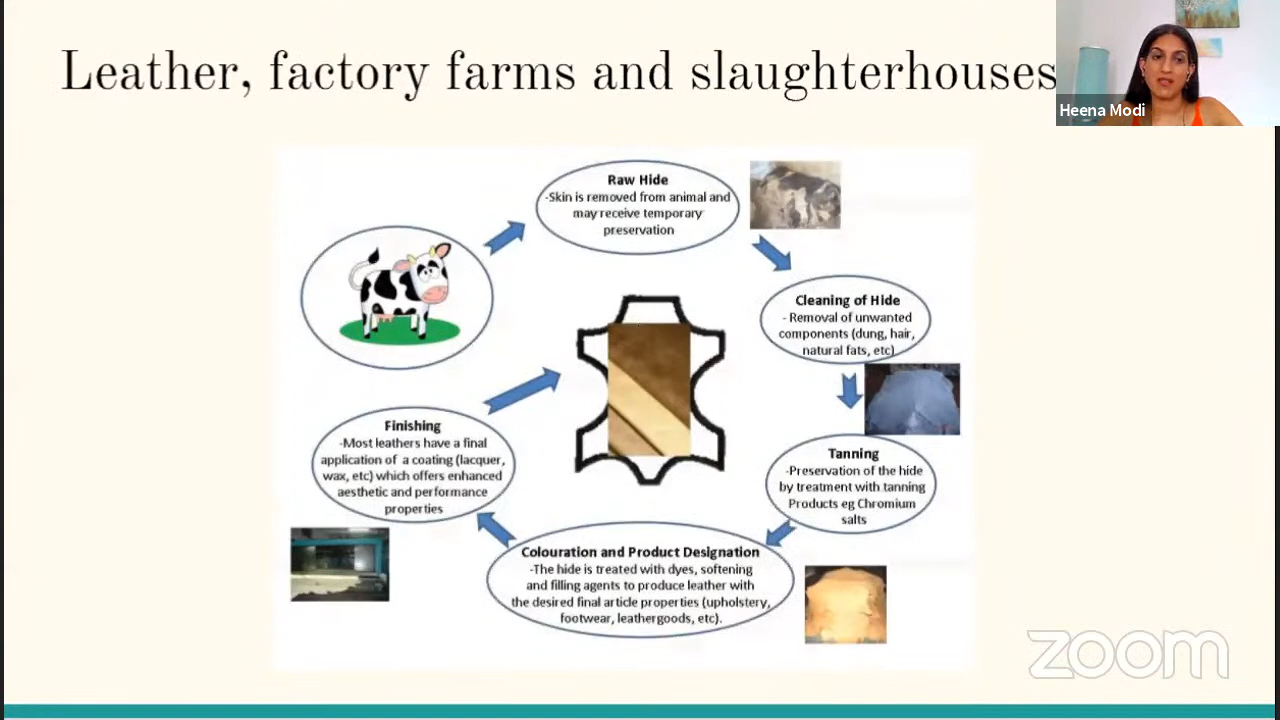 Leather, factory farms and slaughterhouses
Heena Modi
Raw Hide
-Skin is removed from animal and
may receive temporary
preservation
Cleaning of Hide
- Removal of unwanted
components (dung, hair,
natural fats, etc)
Tanning
-Preservation of the hide
by treatment with tanning
Products eg Chromium
salts
Colouration and Product Designation
-The hide is treated with dyes, softening
and filling agents to produce leather with
the desired final article properties (upholstery,
footwear, leathergoods, etc).
Finishing
-Most leathers have a final
application of a coating (lacquer,
wax, etc) which offers enhanced
aesthetic and performance
properties
zoom